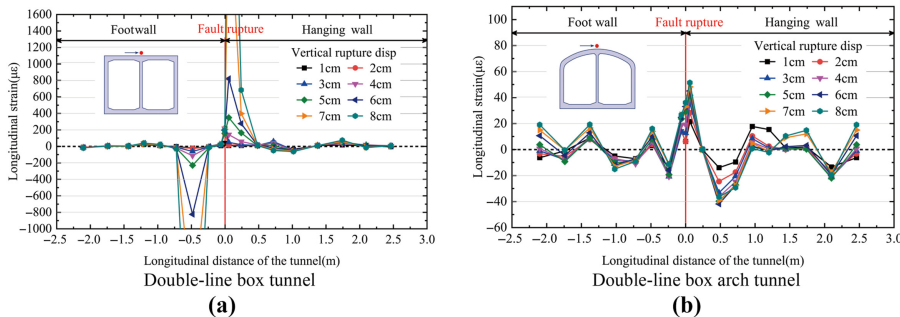 Footwall
Fault rupture
Hanging wall
Vertical rupture disp
1cm
2cm
3cm
4cm
5cm
6cm
7cm
8cm
Longitudinal strain(με)
1600
1400
1200
1000
800
600
400
200
0
−200
−400
−600
−800
−1000
−2.5 −2.0 −1.5 −1.0 −0.5 0.0 0.5 1.0 1.5 2.0 2.5 3.0
Longitudinal distance of the tunnel(m)
Double-line box tunnel
(a)
Foot wall
Fault rupture
Hanging wall
Vertical rupture disp
1cm
2cm
3cm
4cm
5cm
6cm
7cm
8cm
Longitudinal strain(με)
100
80
60
40
20
0
−20
−40
−60
−2.5 −2.0 −1.5 −1.0 −0.5 0.0 0.5 1.0 1.5 2.0 2.5 3.0
Longitudinal distance of the tunnel(m)
Double-line box arch tunnel
(b)